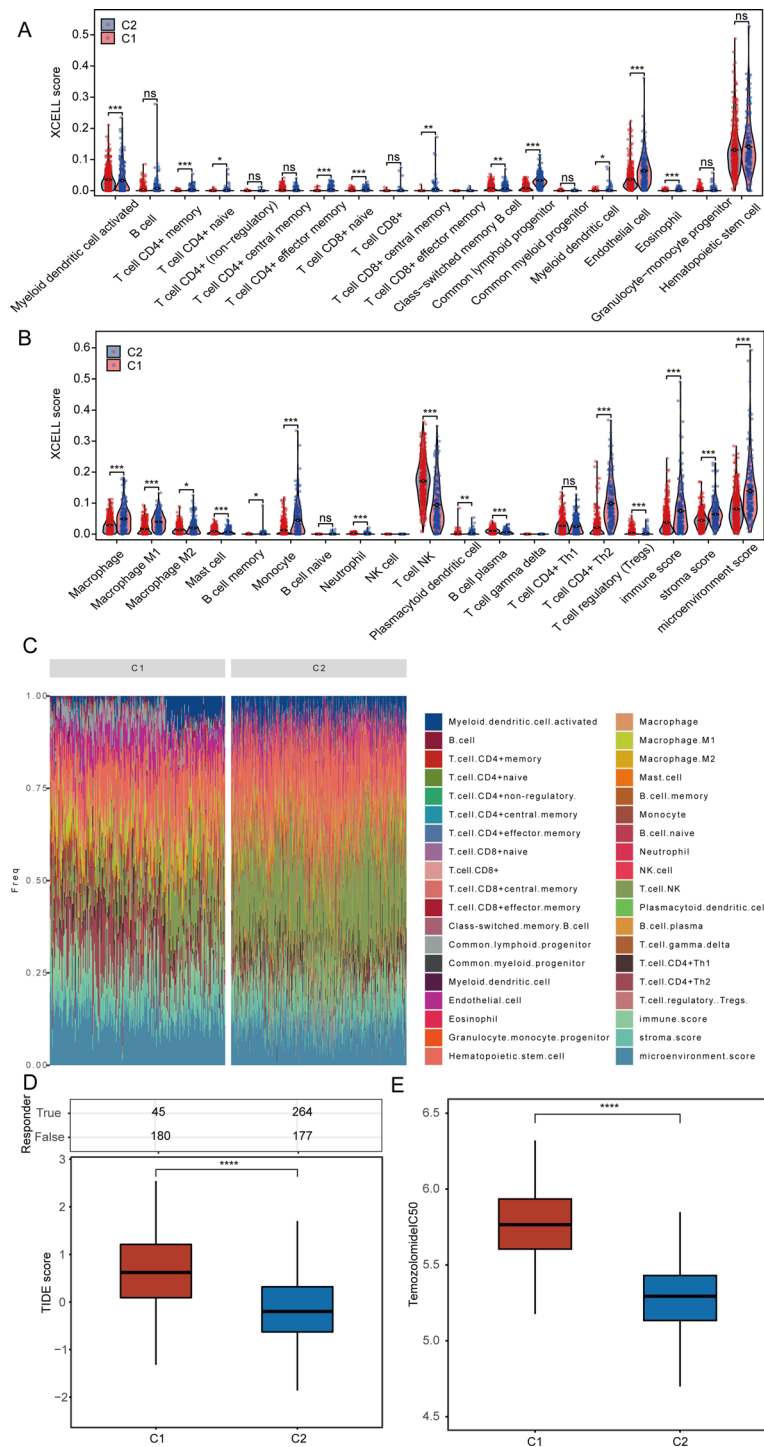 A
C2
C1
XCELL score
0.5
0.4
0.3
0.2
0.1
0.0
***
ns
***
*
ns
ns
***
***
ns
**
**
***
ns
*
***
***
ns
ns
Myeloid dendritic cell activated
B cell
T cell CD4+ memory
T cell CD4+ naive
T cell CD4+ (non-regulatory)
T cell CD4+ central memory
T cell CD4+ effector memory
T cell CD8+ naive
T cell CD8+
T cell CD8+ central memory
T cell CD8+ effector memory
Class-switched memory B cell
Common lymphoid progenitor
Common myeloid progenitor
Myeloid dendritic cell
Endothelial cell
Eosinophil
Granulocyte-monocyte progenitor
Hematopoietic stem cell
B
C2
C1
XCELL score
0.6
0.5
0.4
0.3
0.2
0.1
0.0
***
***
*
***
*
***
ns
***
***
**
***
ns
***
***
***
***
***
Macrophage
Macrophage M1
Macrophage M2
Mast cell
B cell memory
Monocyte
B cell naive
Neutrophil
NK cell
T cell NK
Plasmacytoid dendritic cell
B cell plasma
T cell gamma delta
T cell CD4+ Th1
T cell CD4+ Th2
T cell regulatory (Tregs)
immune score
stroma score
microenvironment score
C
C1 C2
Freq
1.00
0.75
0.50
0.25
0.00
Myeloid.dendritic.cell.activated
B.cell
T.cell.CD4+memory
T.cell.CD4+naive
T.cell.CD4+non-regulatory.
T.cell.CD4+central.memory
T.cell.CD4+effector.memory
T.cell.CD8+naive
T.cell.CD8+
T.cell.CD8+central.memory
T.cell.CD8+effector.memory
Class-switched.memory.B.cell
Common.lymphoid.progenitor
Common.myeloid.progenitor
Myeloid.dendritic.cell
Endothelial.cell
Eosinophil
Granulocyte.monocyte.progenitor
Hematopoietic.stem.cell
Macrophage
Macrophage.M1
Macrophage.M2
Mast.cell
B.cell.memory
Monocyte
B.cell.naive
Neutrophil
NK.cell
T.cell.NK
Plasmacytoid.dendritic.cel
B.cell.plasma
T.cell.gamma.delta
T.cell.CD4+Th1
T.cell.CD4+Th2
T.cell.regulatory..Tregs.
immune.score
stroma.score
microenvironment.score
D
Responder
True 45 264
False 180 177
TIDE score
3
2
1
0
−1
−2
****
C1 C2
E
TemozolomideIC50
6.5
6.0
5.5
5.0
4.5
****
C1 C2